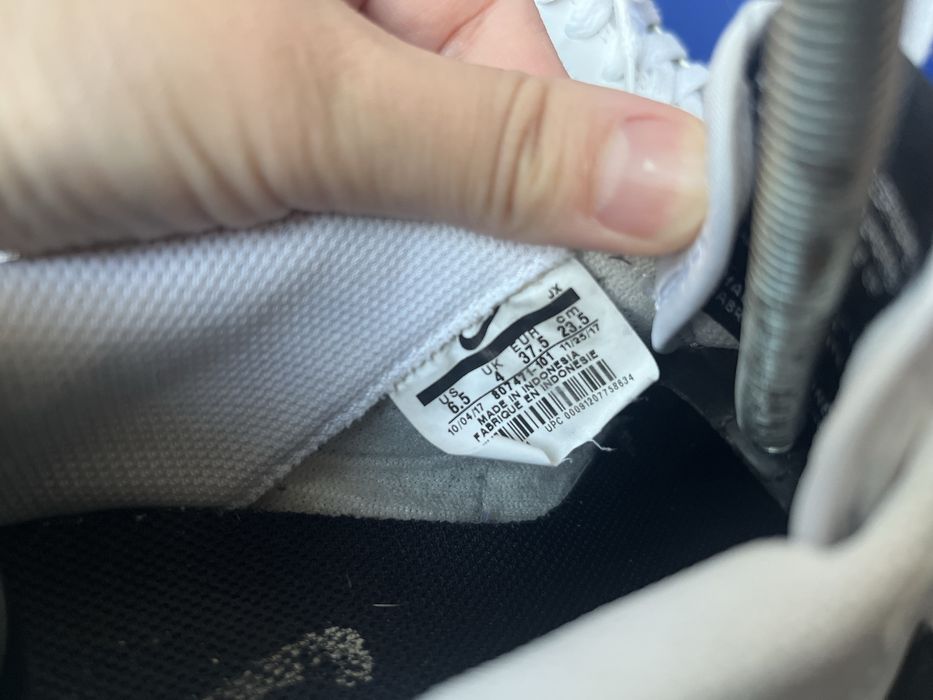 JX
US UK EUR cm
6.5 4 37.5 23.5
10/04/17 807471-101 11/25/17
MADE IN INDONESIA
FABRIQUE EN INDONESIE
UPC 00091207758634